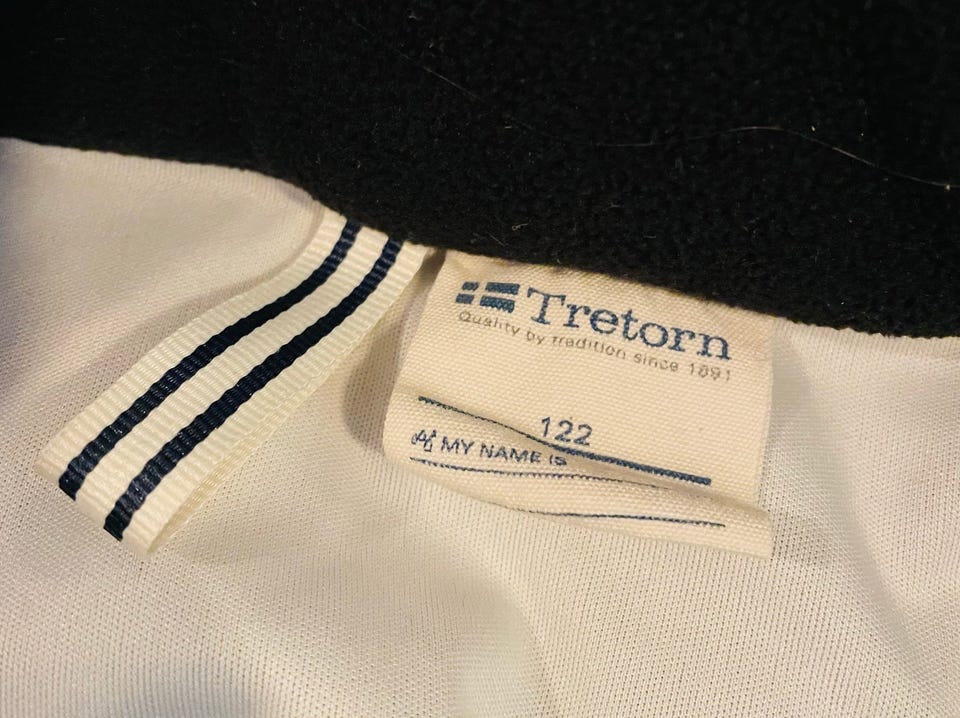 Tretorn
Quality by tradition since 1891
122
MY NAME IS